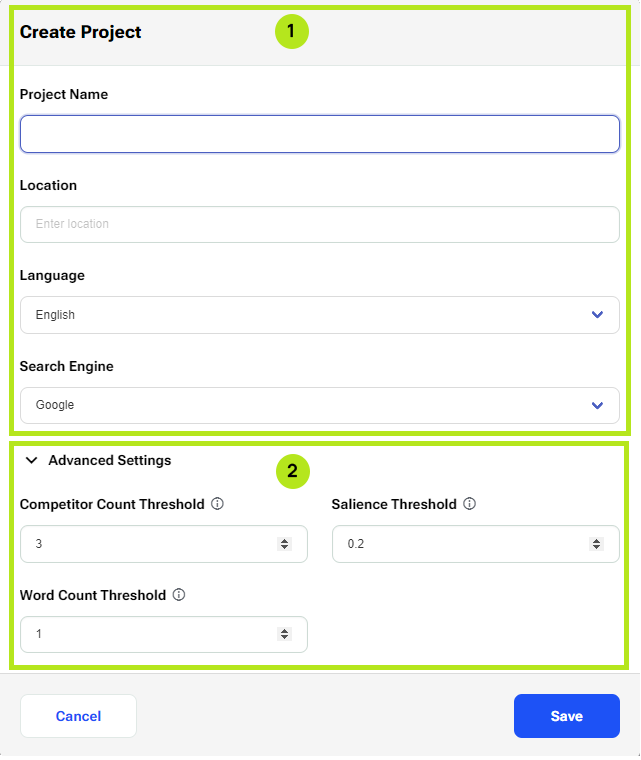 Create Project
1
Project Name
Location
Enter location
Language
English
Search Engine
Google
Advanced Settings
2
Competitor Count Threshold
Salience Threshold
3
0.2
Word Count Threshold
1
Cancel
Save